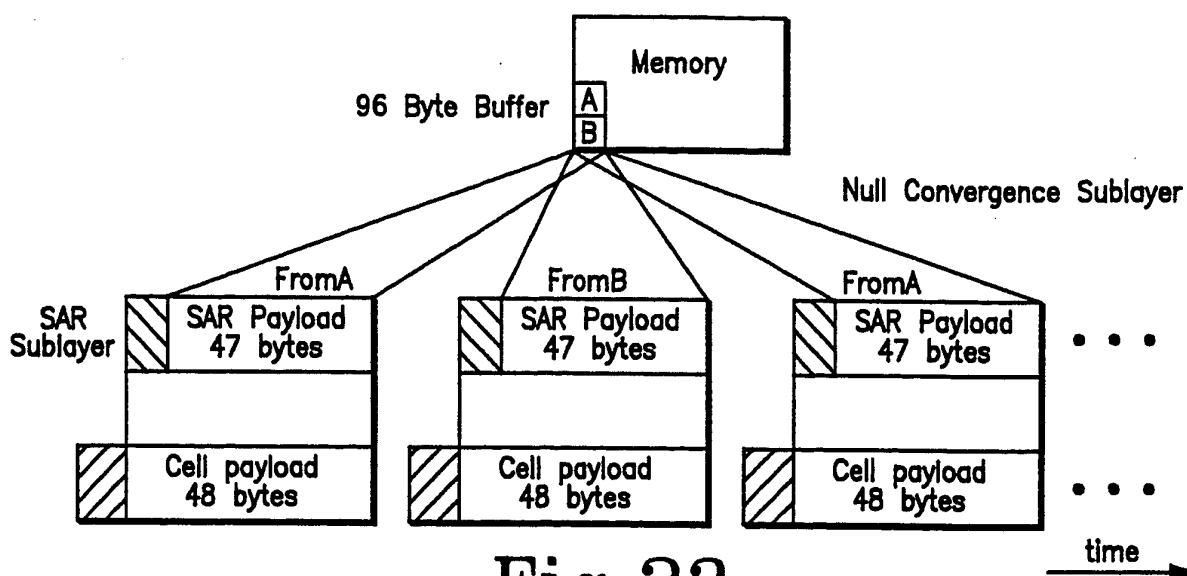 Memory
96 Byte Buffer
A
B
Null Convergence Sublayer
FromA
FromB
FromA
SAR
Sublayer
SAR Payload
47 bytes
SAR Payload
47 bytes
SAR Payload
47 bytes
• • •
Cell payload
48 bytes
Cell payload
48 bytes
Cell payload
48 bytes
• • •
time